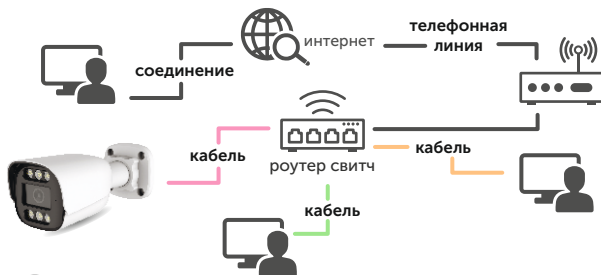 интернет
телефонная
линия
соединение
кабель
роутер свитч
кабель
кабель